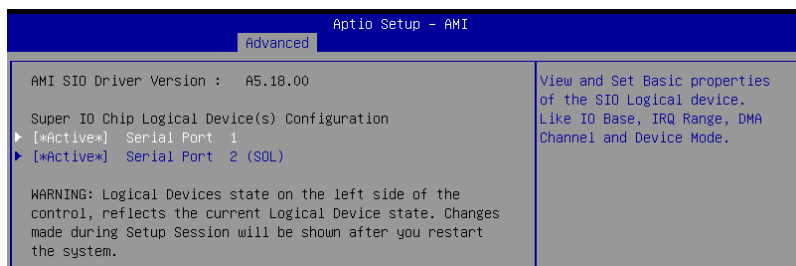 Aptio Setup - AMI
Advanced
AMI SIO Driver Version : A5.18.00
Super IO Chip Logical Device(s) Configuration
[*Active*] Serial Port 1
[*Active*] Serial Port 2 (SOL)
WARNING: Logical Devices state on the left side of the
control, reflects the current Logical Device state. Changes
made during Setup Session will be shown after you restart
the system.
View and Set Basic properties
of the SIO Logical device.
Like IO Base, IRQ Range, DMA
Channel and Device Mode.